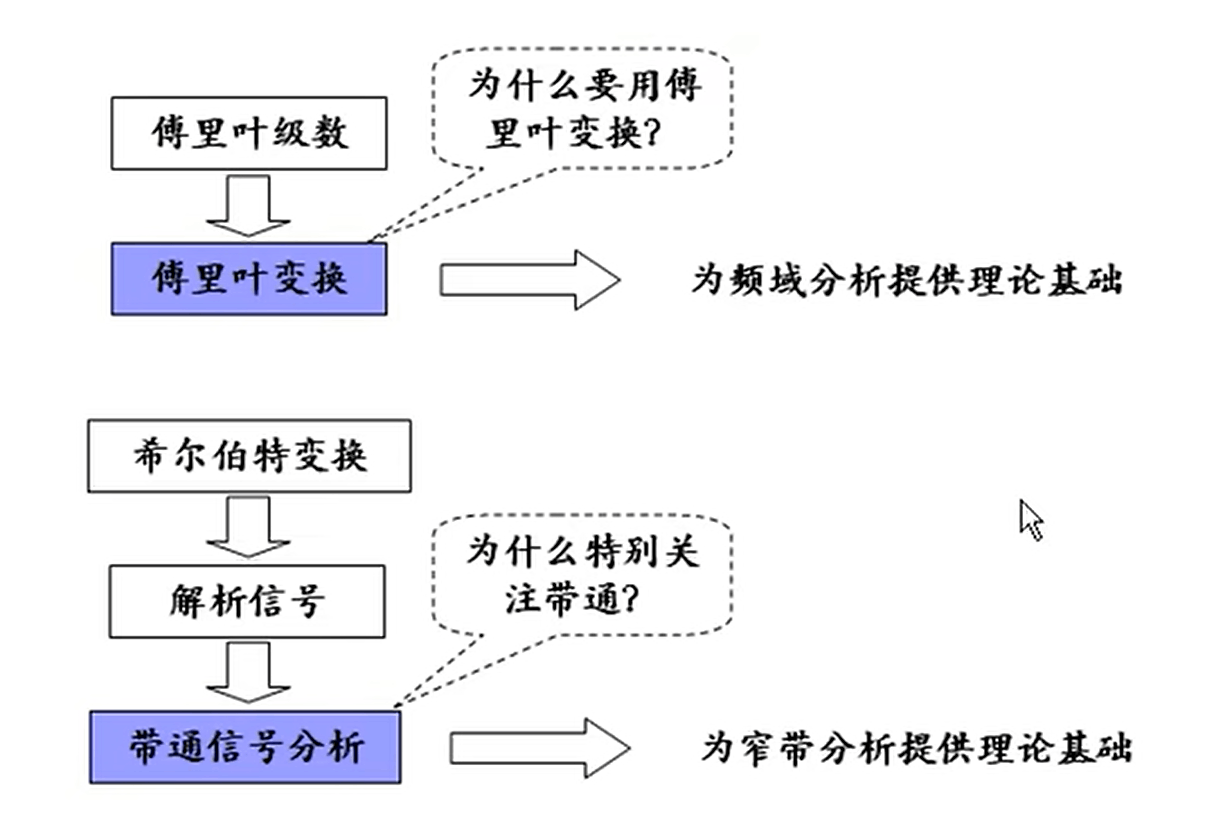 为什么要用傅
里叶变换?
傅里叶级数
傅里叶变换
为频域分析提供理论基础
希尔伯特变换
为什么特别关
注带通?
解析信号
带通信号分析
为窄带分析提供理论基础